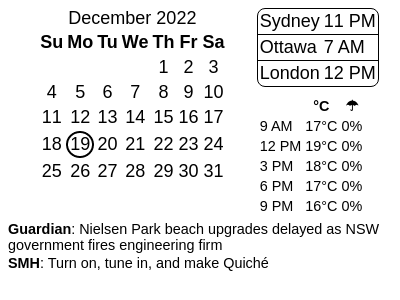 December 2022
Su Mo Tu We Th Fr Sa
1 2 3
4 5 6 7 8 9 10
11 12 13 14 15 16 17
18 19 20 21 22 23 24
25 26 27 28 29 30 31
Sydney 11 PM
Ottawa 7 AM
London 12 PM
°C ☂
9 AM 17°C 0%
12 PM 19°C 0%
3 PM 18°C 0%
6 PM 17°C 0%
9 PM 16°C 0%
Guardian: Nielsen Park beach upgrades delayed as NSW
government fires engineering firm
SMH: Turn on, tune in, and make Quiché